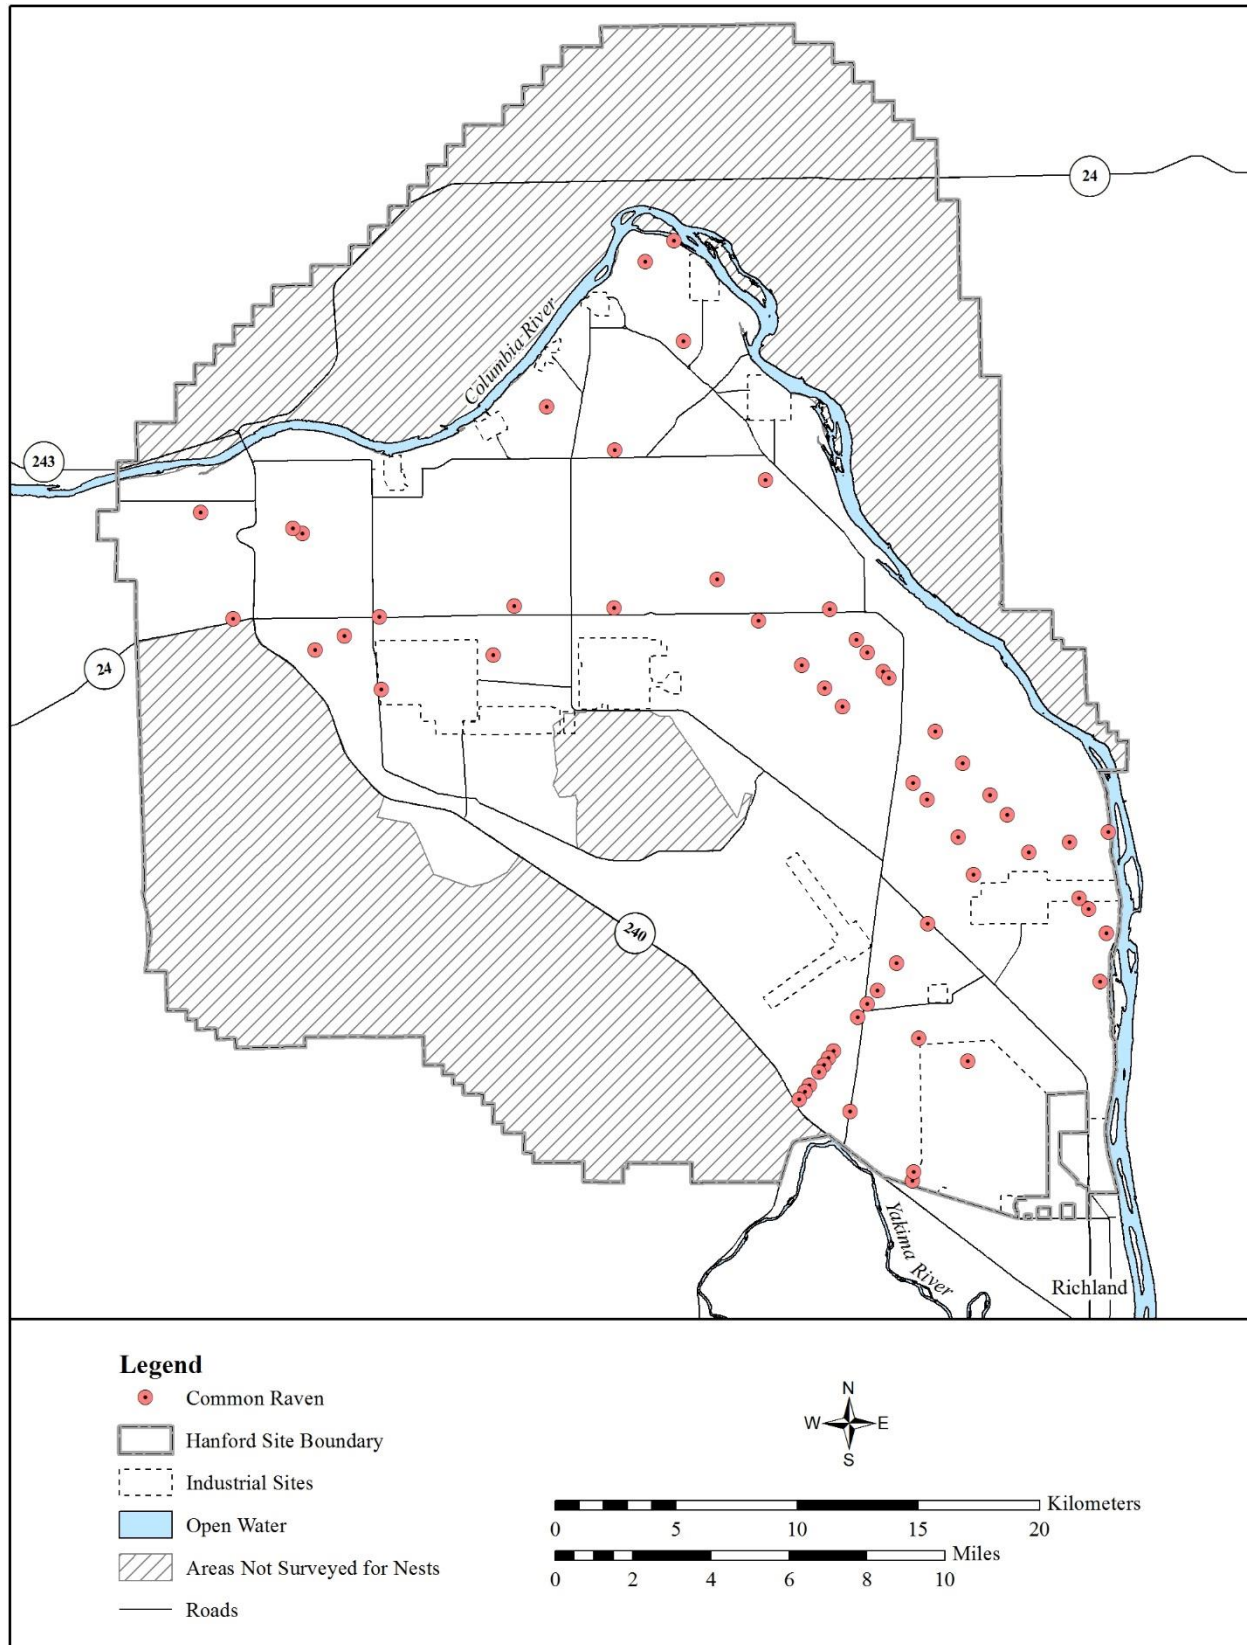 24
Columbia River
243
24
240
Yakima River
Richland
Legend
Common Raven
Hanford Site Boundary
Industrial Sites
Open Water
Areas Not Surveyed for Nests
Roads
N
W E
S
Kilometers
0 5 10 15 20
Miles
0 2 4 6 8 10